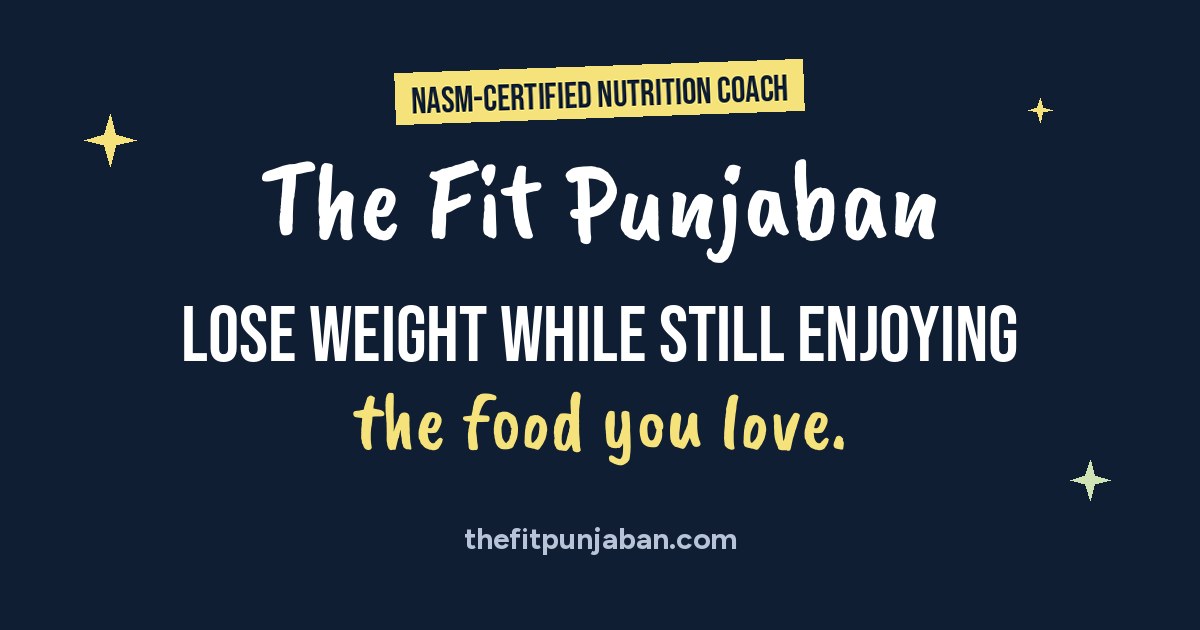 NASM-CERTIFIED NUTRITION COACH
The Fit Punjaban
LOSE WEIGHT WHILE STILL ENJOYING
the food you love.
thefitpunjaban.com